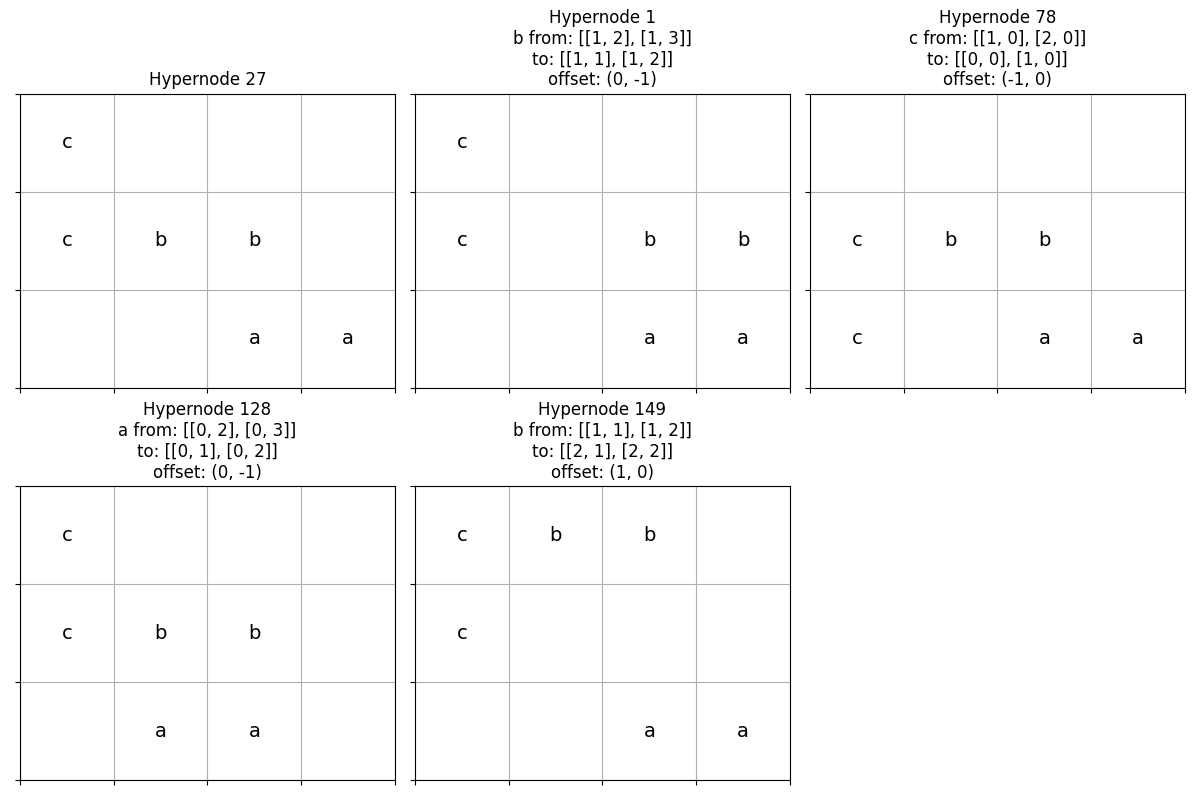 Hypernode 27
c
c b b
a a
Hypernode 1
b from: [[1, 2], [1, 3]]
to: [[1, 1], [1, 2]]
offset: (0, -1)
c
c b b
a a
Hypernode 78
c from: [[1, 0], [2, 0]]
to: [[0, 0], [1, 0]]
offset: (-1, 0)
c b b
c a a
Hypernode 128
a from: [[0, 2], [0, 3]]
to: [[0, 1], [0, 2]]
offset: (0, -1)
c
c b b
a a
Hypernode 149
b from: [[1, 1], [1, 2]]
to: [[2, 1], [2, 2]]
offset: (1, 0)
c b b
c
a a